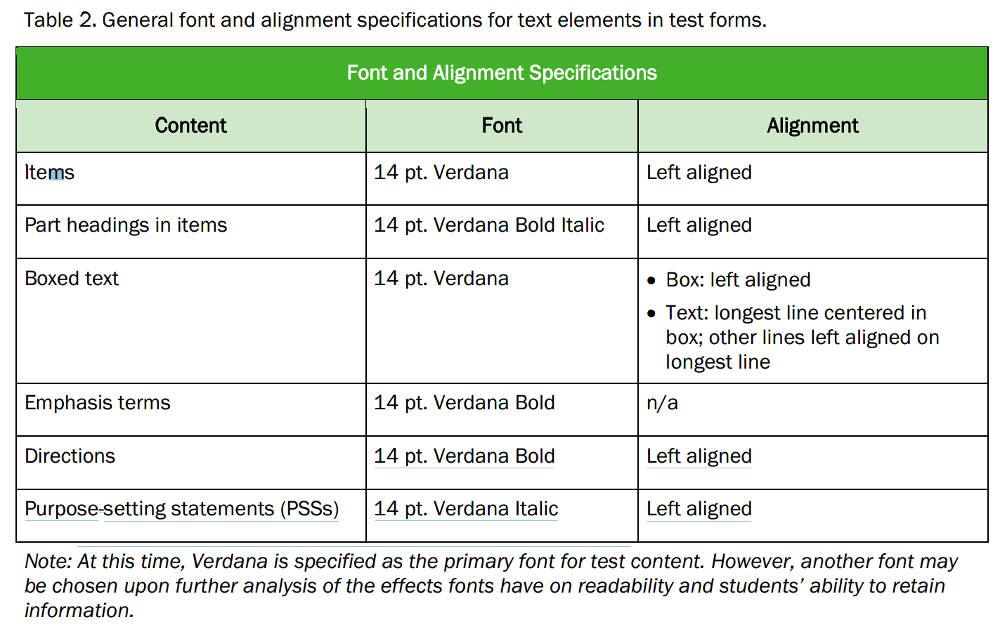 Table 2. General font and alignment specifications for text elements in test forms.
Font and Alignment Specifications
Content Font Alignment
Items 14 pt. Verdana Left aligned
Part headings in items 14 pt. Verdana Bold Italic Left aligned
Boxed text 14 pt. Verdana • Box: left aligned
• Text: longest line centered in
box; other lines left aligned on
longest line
Emphasis terms 14 pt. Verdana Bold n/a
Directions 14 pt. Verdana Bold Left aligned
Purpose-setting statements (PSSs) 14 pt. Verdana Italic Left aligned
Note: At this time, Verdana is specified as the primary font for test content. However, another font may
be chosen upon further analysis of the effects fonts have on readability and students’ ability to retain
information.